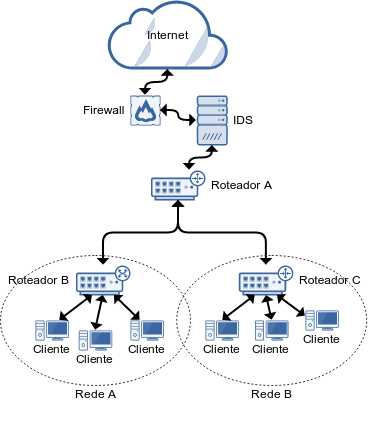 Internet
Firewall
IDS
Roteador A
Roteador B
Roteador C
Cliente
Cliente
Cliente
Cliente
Cliente
Cliente
Rede A
Rede B